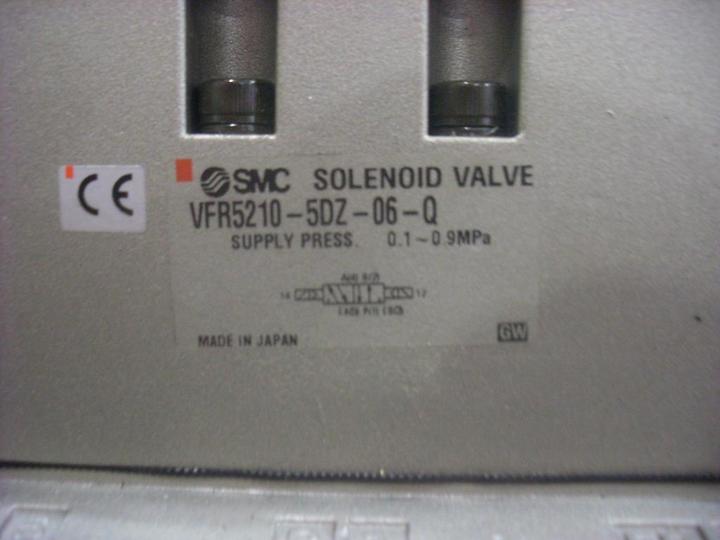 CE
SMC SOLENOID VALVE
VFR5210-5DZ-06-Q
SUPPLY PRESS. 0.1~0.9MPa
14 12
MADE IN JAPAN GW